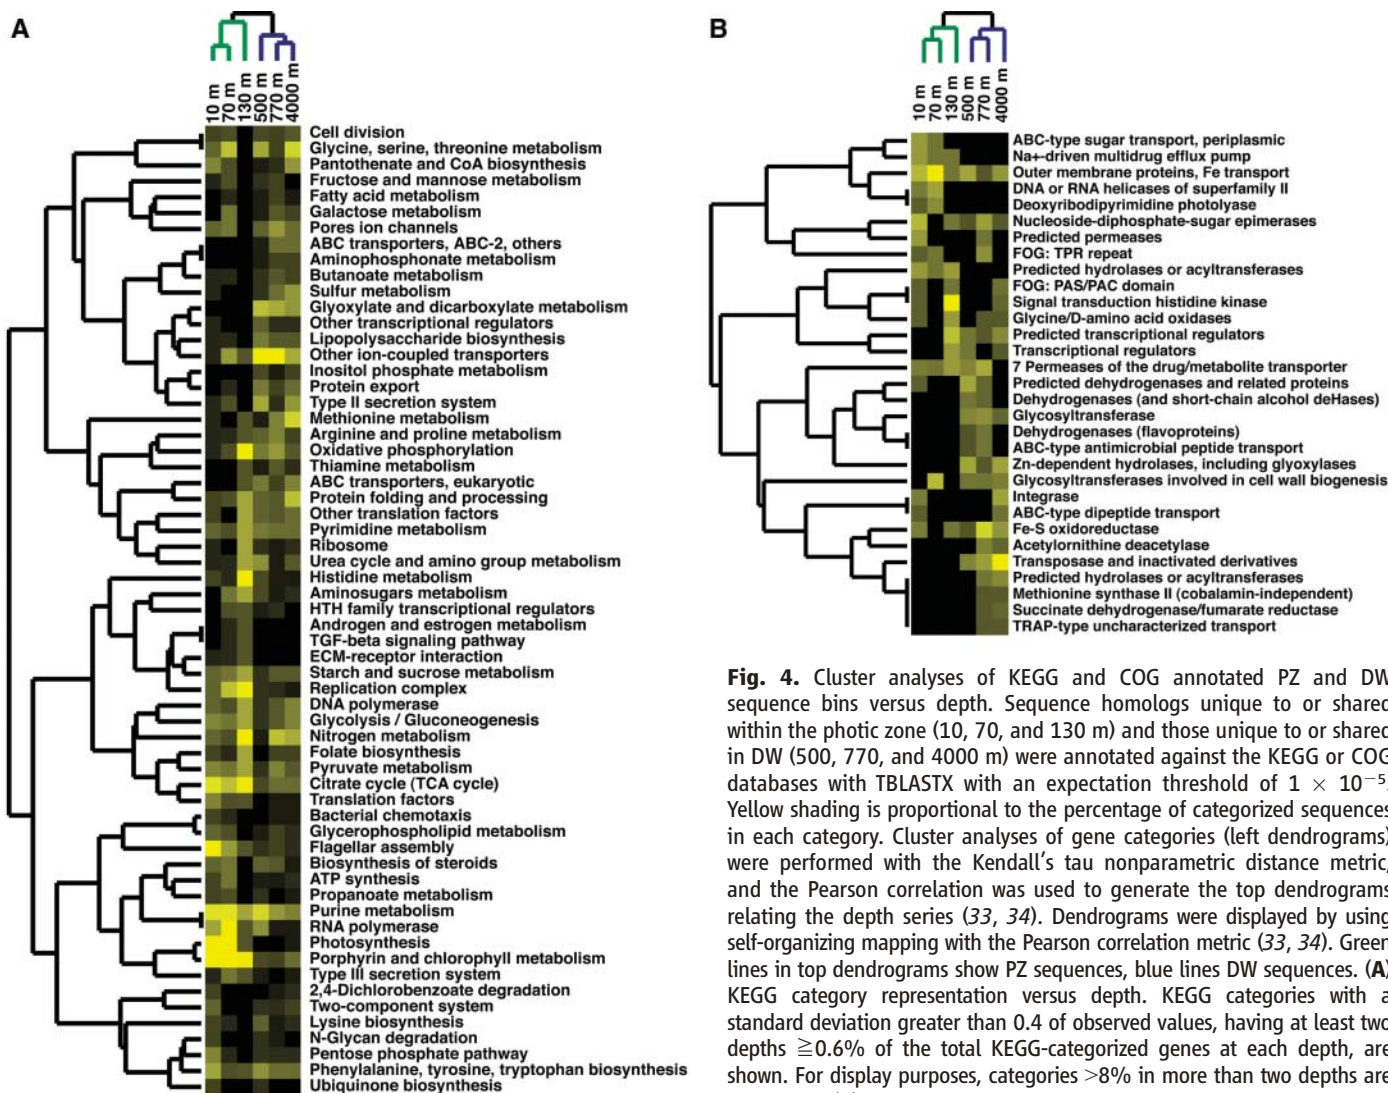 A
10 m
70 m
130 m
500 m
770 m
4000 m
Cell division
Glycine, serine, threonine metabolism
Pantothenate and CoA biosynthesis
Fructose and mannose metabolism
Fatty acid metabolism
Galactose metabolism
Pores ion channels
ABC transporters, ABC-2, others
Aminophosphonate metabolism
Butanoate metabolism
Sulfur metabolism
Glyoxylate and dicarboxylate metabolism
Other transcriptional regulators
Lipopolysaccharide biosynthesis
Other ion-coupled transporters
Inositol phosphate metabolism
Protein export
Type II secretion system
Methionine metabolism
Arginine and proline metabolism
Oxidative phosphorylation
Thiamine metabolism
ABC transporters, eukaryotic
Protein folding and processing
Other translation factors
Pyrimidine metabolism
Ribosome
Urea cycle and amino group metabolism
Histidine metabolism
Aminosugars metabolism
HTH family transcriptional regulators
Androgen and estrogen metabolism
TGF-beta signaling pathway
ECM-receptor interaction
Starch and sucrose metabolism
Replication complex
DNA polymerase
Glycolysis / Gluconeogenesis
Nitrogen metabolism
Folate biosynthesis
Pyruvate metabolism
Citrate cycle (TCA cycle)
Translation factors
Bacterial chemotaxis
Glycerophospholipid metabolism
Flagellar assembly
Biosynthesis of steroids
ATP synthesis
Propanoate metabolism
Purine metabolism
RNA polymerase
Photosynthesis
Porphyrin and chlorophyll metabolism
Type III secretion system
2,4-Dichlorobenzoate degradation
Two-component system
Lysine biosynthesis
N-Glycan degradation
Pentose phosphate pathway
Phenylalanine, tyrosine, tryptophan biosynthesis
Ubiquinone biosynthesis
B
10 m
70 m
130 m
500 m
770 m
4000 m
ABC-type sugar transport, periplasmic
Na+-driven multidrug efflux pump
Outer membrane proteins, Fe transport
DNA or RNA helicases of superfamily II
Deoxyribodipyrimidine photolyase
Nucleoside-diphosphate-sugar epimerases
Predicted permeases
FOG: TPR repeat
Predicted hydrolases or acyltransferases
FOG: PAS/PAC domain
Signal transduction histidine kinase
Glycine/D-amino acid oxidases
Predicted transcriptional regulators
Transcriptional regulators
7 Permeases of the drug/metabolite transporter
Predicted dehydrogenases and related proteins
Dehydrogenases (and short-chain alcohol deHases)
Glycosyltransferase
Dehydrogenases (flavoproteins)
ABC-type antimicrobial peptide transport
Zn-dependent hydrolases, including glyoxylases
Glycosyltransferases involved in cell wall biogenesis
Integrase
ABC-type dipeptide transport
Fe-S oxidoreductase
Acetylornithine deacetylase
Transposase and inactivated derivatives
Predicted hydrolases or acyltransferases
Methionine synthase II (cobalamin-independent)
Succinate dehydrogenase/fumarate reductase
TRAP-type uncharacterized transport
Fig. 4. Cluster analyses of KEGG and COG annotated PZ and DW
sequence bins versus depth. Sequence homologs unique to or shared
within the photic zone (10, 70, and 130 m) and those unique to or shared
in DW (500, 770, and 4000 m) were annotated against the KEGG or COG
databases with TBLASTX with an expectation threshold of 1 × 10⁻⁵.
Yellow shading is proportional to the percentage of categorized sequences
in each category. Cluster analyses of gene categories (left dendrograms)
were performed with the Kendall's tau nonparametric distance metric,
and the Pearson correlation was used to generate the top dendrograms
relating the depth series (33, 34). Dendrograms were displayed by using
self-organizing mapping with the Pearson correlation metric (33, 34). Green
lines in top dendrograms show PZ sequences, blue lines DW sequences. (A)
KEGG category representation versus depth. KEGG categories with a
standard deviation greater than 0.4 of observed values, having at least two
depths ≧0.6% of the total KEGG-categorized genes at each depth, are
shown. For display purposes, categories >8% in more than two depths are